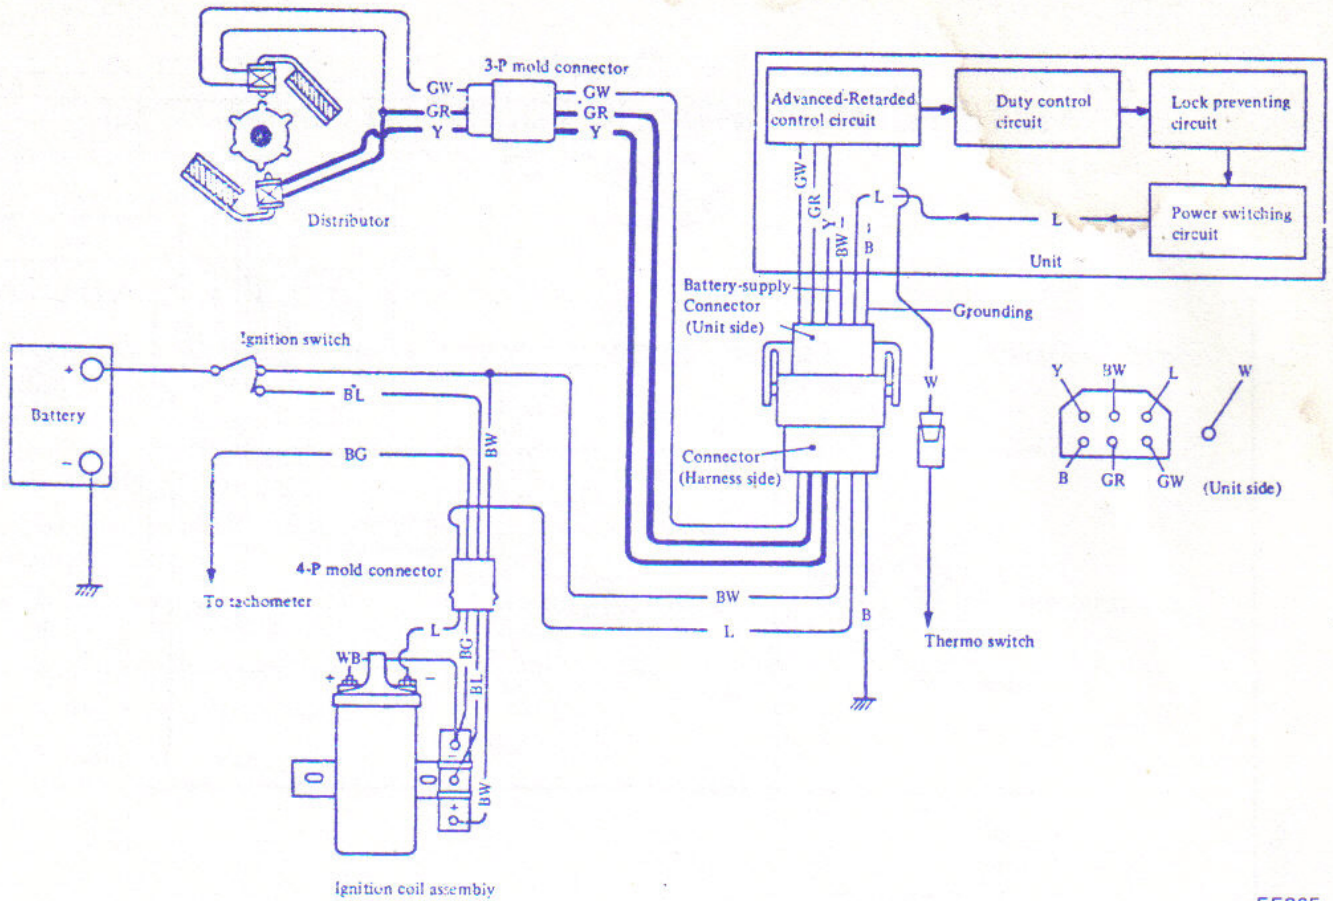 3-P mold connector
GW
GR
Y
GW
GR
Y
Distributor
Advanced-Retarded
control circuit
Duty control
circuit
Lock preventing
circuit
Power switching
circuit
GW
GR
Y
BW
L
B
L
Unit
Battery-supply
Connector
(Unit side)
Grounding
W
Connector
(Harness side)
Thermo switch
Y
BW
L
W
B
GR
GW
(Unit side)
Ignition switch
+
Battery
-
BL
BG
BW
4-P mold connector
To tachometer
BW
L
B
L
WB
+
-
BG
BL
BW
-
+
Ignition coil assembly